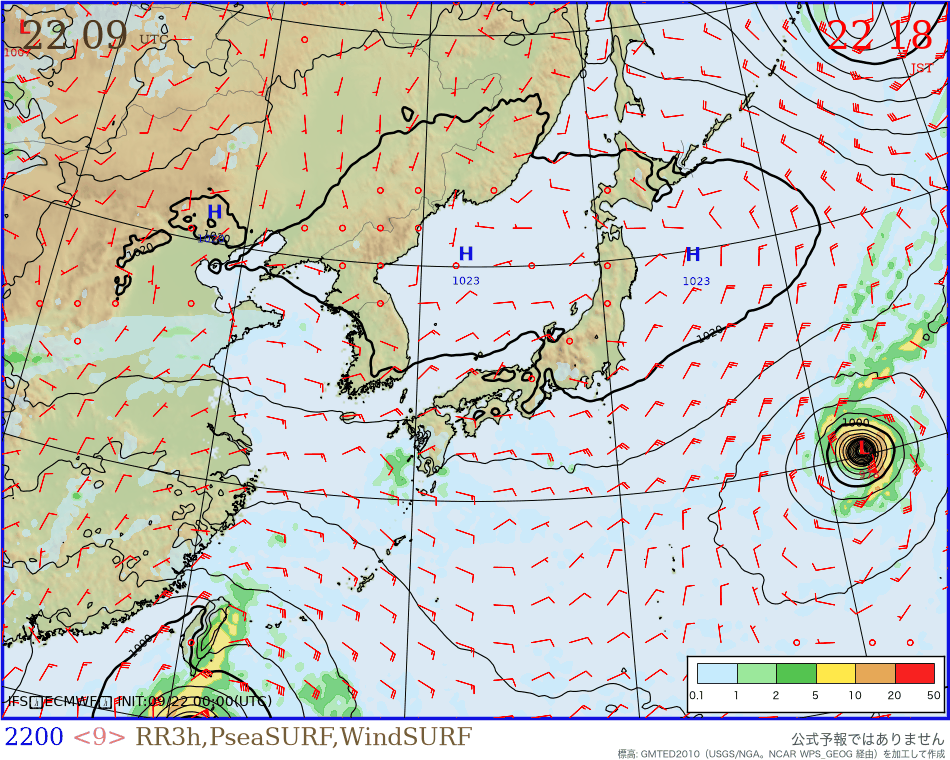 22 09 UTC
22 18
JST
L
H
1020
1020
H
1023
H
1023
1020
1000
L
1000
IFS ECMWF INIT:09/22 00:00(UTC)
0.1 1 2 5 10 20 50
2200 <9> RR3h,PseaSURF,WindSURF
公式予報ではありません
標高: GMTED2010（USGS/NGA。NCAR WPS_GEOG 経由）を加工して作成